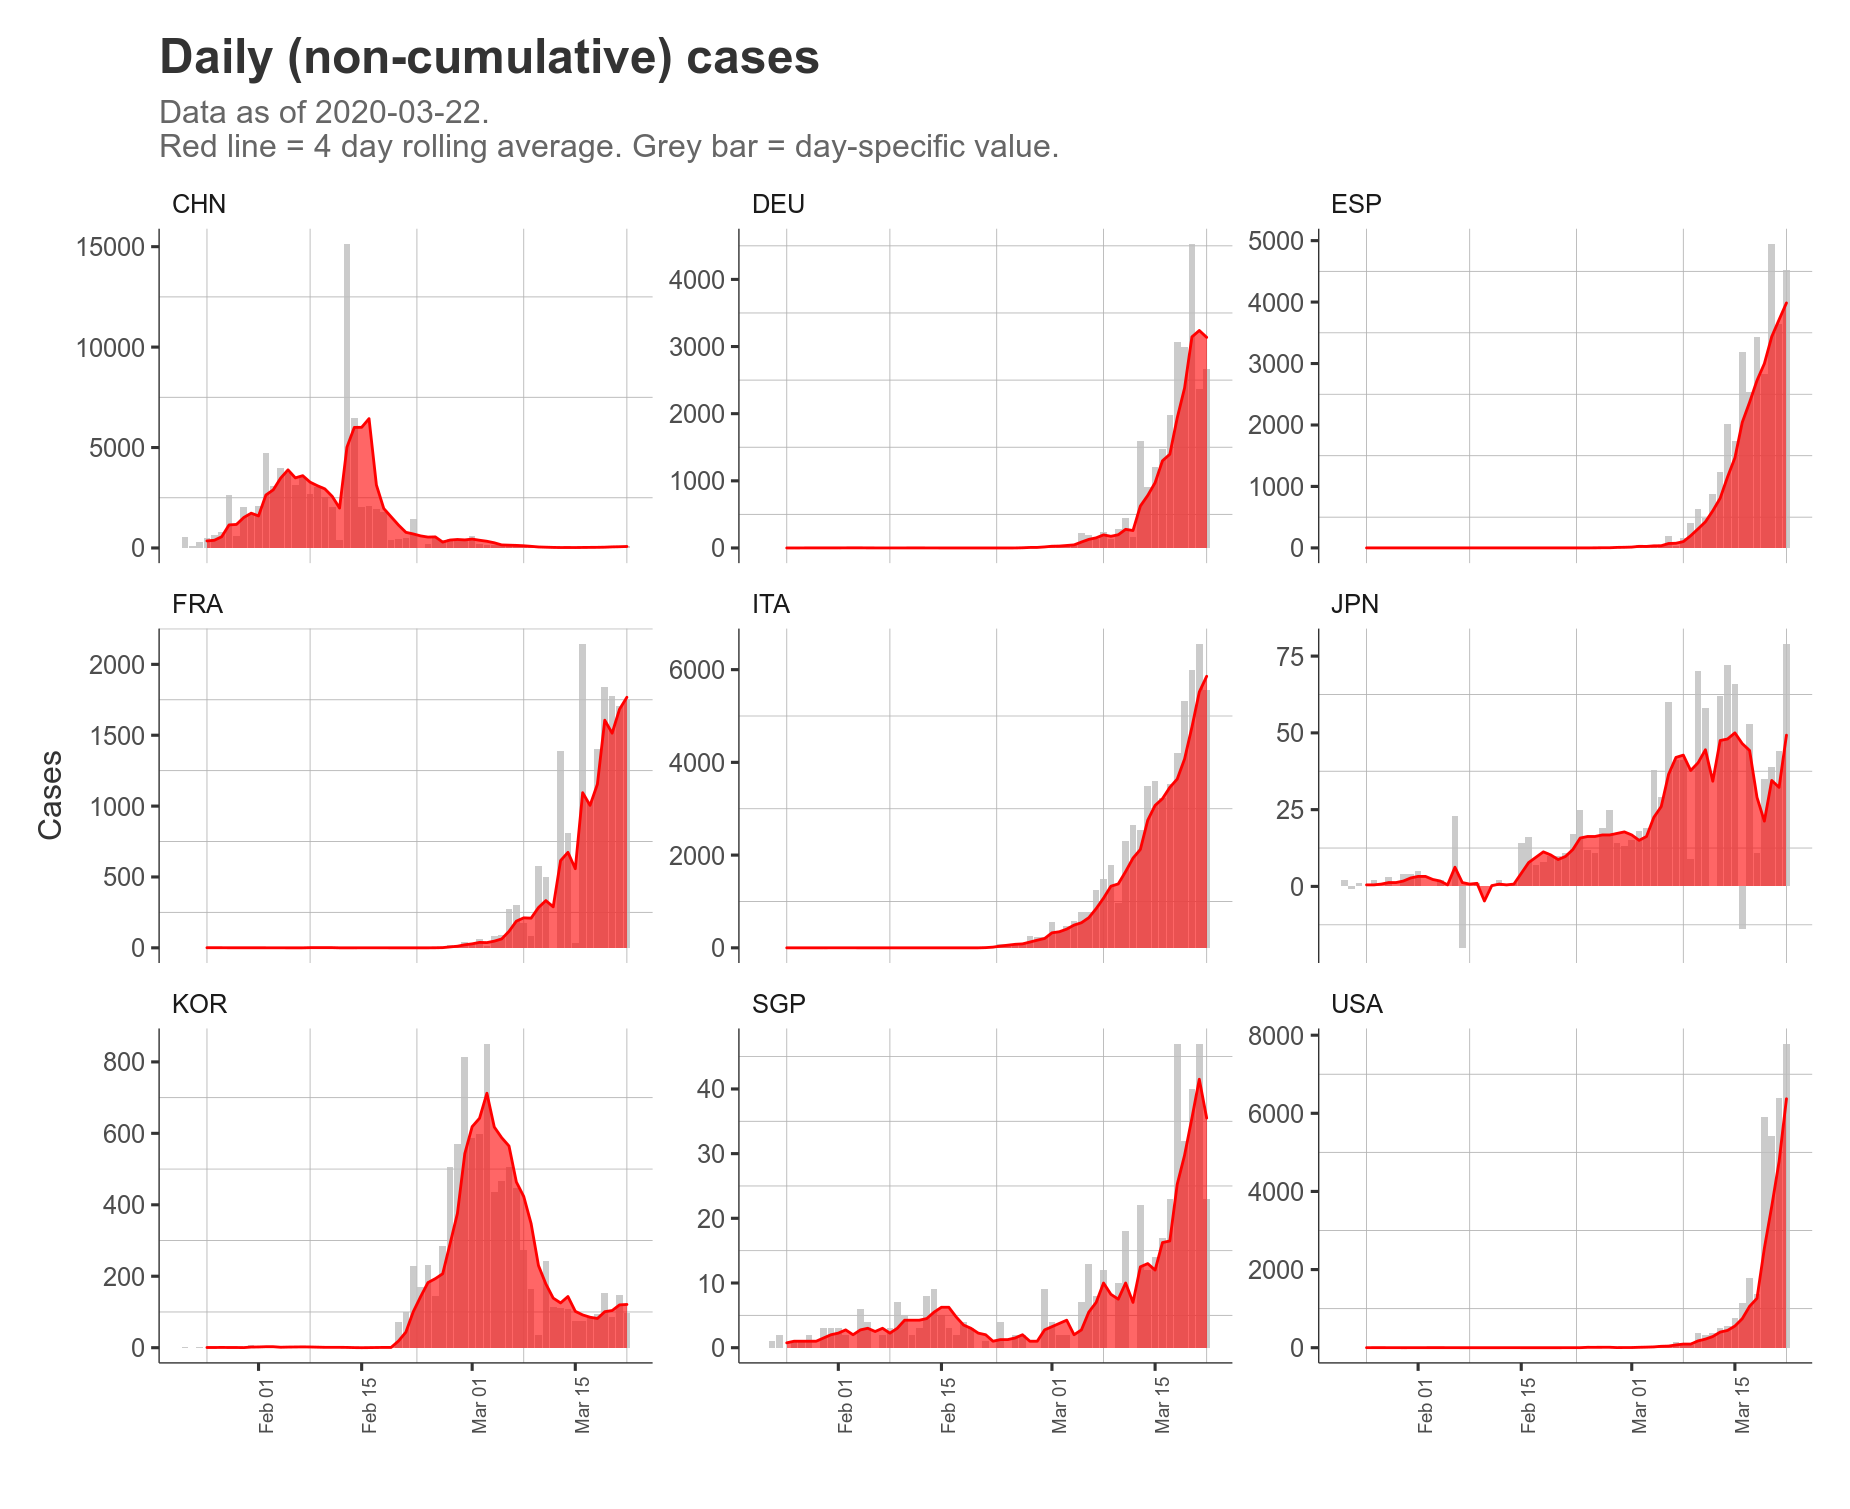 Daily (non-cumulative) cases
Data as of 2020-03-22.
Red line = 4 day rolling average. Grey bar = day-specific value.
CHN
DEU
ESP
15000
10000
5000
0
4000
3000
2000
1000
0
5000
4000
3000
2000
1000
0
FRA
ITA
JPN
2000
1500
1000
500
0
6000
4000
2000
0
75
50
25
0
Cases
KOR
SGP
USA
800
600
400
200
0
40
30
20
10
0
8000
6000
4000
2000
0
Feb 01
Feb 15
Mar 01
Mar 15
Feb 01
Feb 15
Mar 01
Mar 15
Feb 01
Feb 15
Mar 01
Mar 15